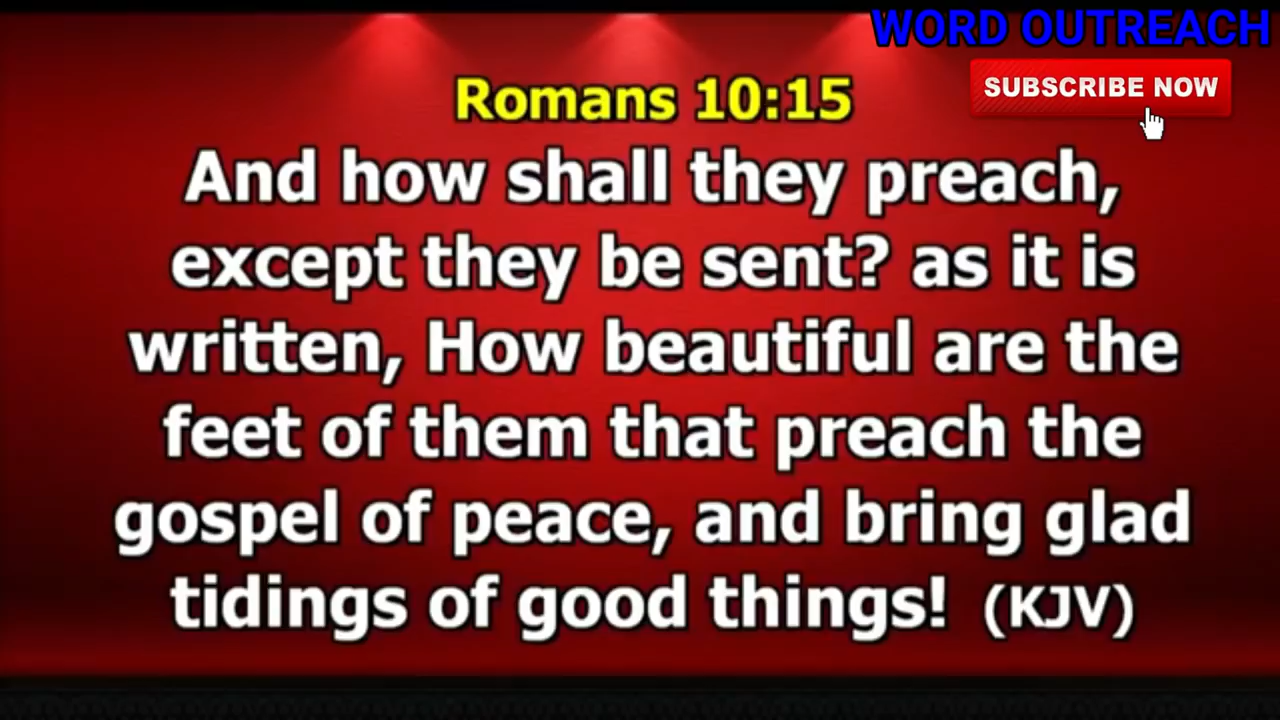 WORD OUTREACH
SUBSCRIBE NOW
Romans 10:15
And how shall they preach,
except they be sent? as it is
written, How beautiful are the
feet of them that preach the
gospel of peace, and bring glad
tidings of good things! (KJV)